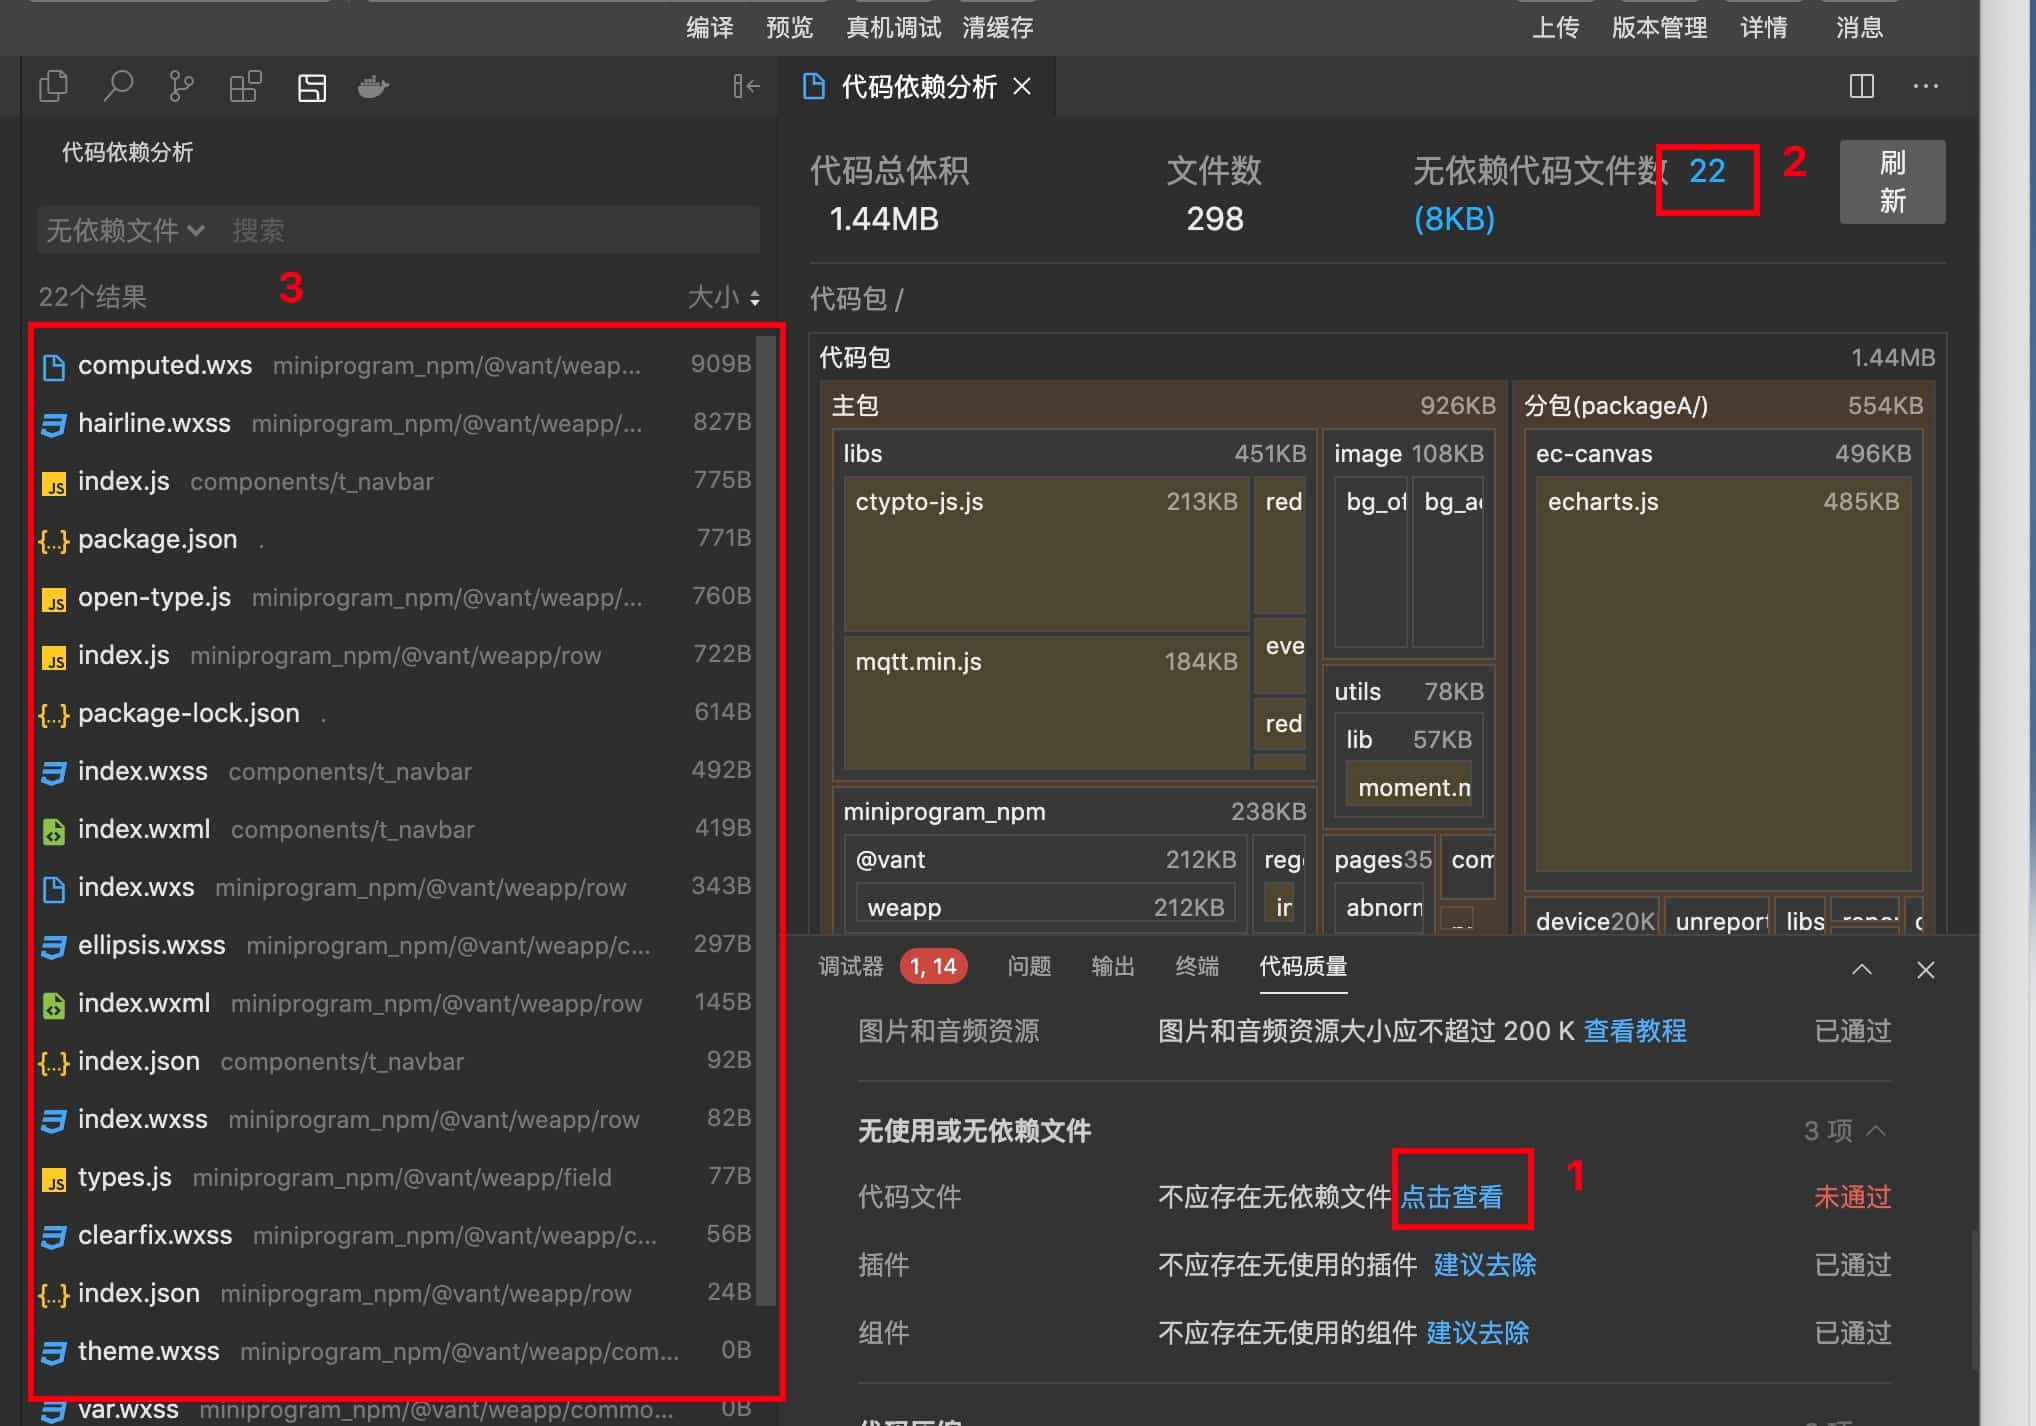 编译 预览 真机调试 清缓存 上传 版本管理 详情 消息
代码依赖分析
代码依赖分析
无依赖文件 搜索
22个结果 3 大小
computed.wxs miniprogram_npm/@vant/weap... 909B
hairline.wxss miniprogram_npm/@vant/weapp/... 827B
index.js components/t_navbar 775B
package.json . 771B
open-type.js miniprogram_npm/@vant/weapp/... 760B
index.js miniprogram_npm/@vant/weapp/row 722B
package-lock.json . 614B
index.wxss components/t_navbar 492B
index.wxml components/t_navbar 419B
index.wxs miniprogram_npm/@vant/weapp/row 343B
ellipsis.wxss miniprogram_npm/@vant/weapp/c... 297B
index.wxml miniprogram_npm/@vant/weapp/row 145B
index.json components/t_navbar 92B
index.wxss miniprogram_npm/@vant/weapp/row 82B
types.js miniprogram_npm/@vant/weapp/field 77B
clearfix.wxss miniprogram_npm/@vant/weapp/c... 56B
index.json miniprogram_npm/@vant/weapp/row 24B
theme.wxss miniprogram_npm/@vant/weapp/com... 0B
var.wxss miniprogram_npm/@vant/weapp/commo... 0B
代码总体积 文件数 无依赖代码文件数 22 2 刷
1.44MB 298 (8KB) 新
代码包 /
代码包 1.44MB
主包 926KB 分包(packageA/) 554KB
libs 451KB image 108KB ec-canvas 496KB
ctypto-js.js 213KB red bg_of bg_a echarts.js 485KB
eve
mqtt.min.js 184KB
utils 78KB
red
lib 57KB
moment.m
miniprogram_npm 238KB
@vant 212KB reg pages35 com
weapp 212KB in abnorm
device20K unreport libs
调试器 1, 14 问题 输出 终端 代码质量
图片和音频资源 图片和音频资源大小应不超过 200 K 查看教程 已通过
无使用或无依赖文件 3 项
代码文件 不应存在无依赖文件 点击查看 1 未通过
插件 不应存在无使用的插件 建议去除 已通过
组件 不应存在无使用的组件 建议去除 已通过